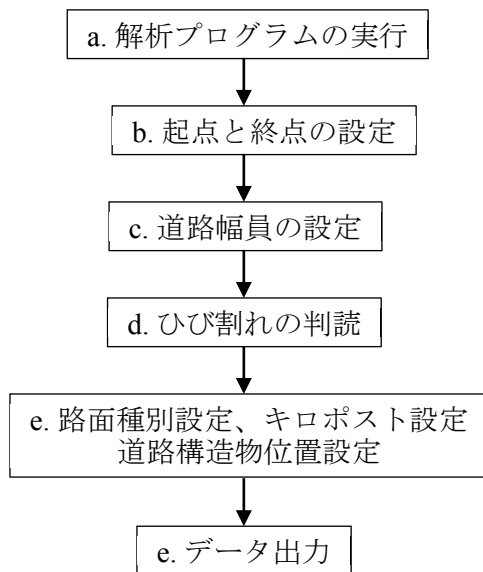 a. 解析プログラムの実行
b. 起点と終点の設定
c. 道路幅員の設定
d. ひび割れの判読
e. 路面種別設定、キロポスト設定
道路構造物位置設定
e. データ出力